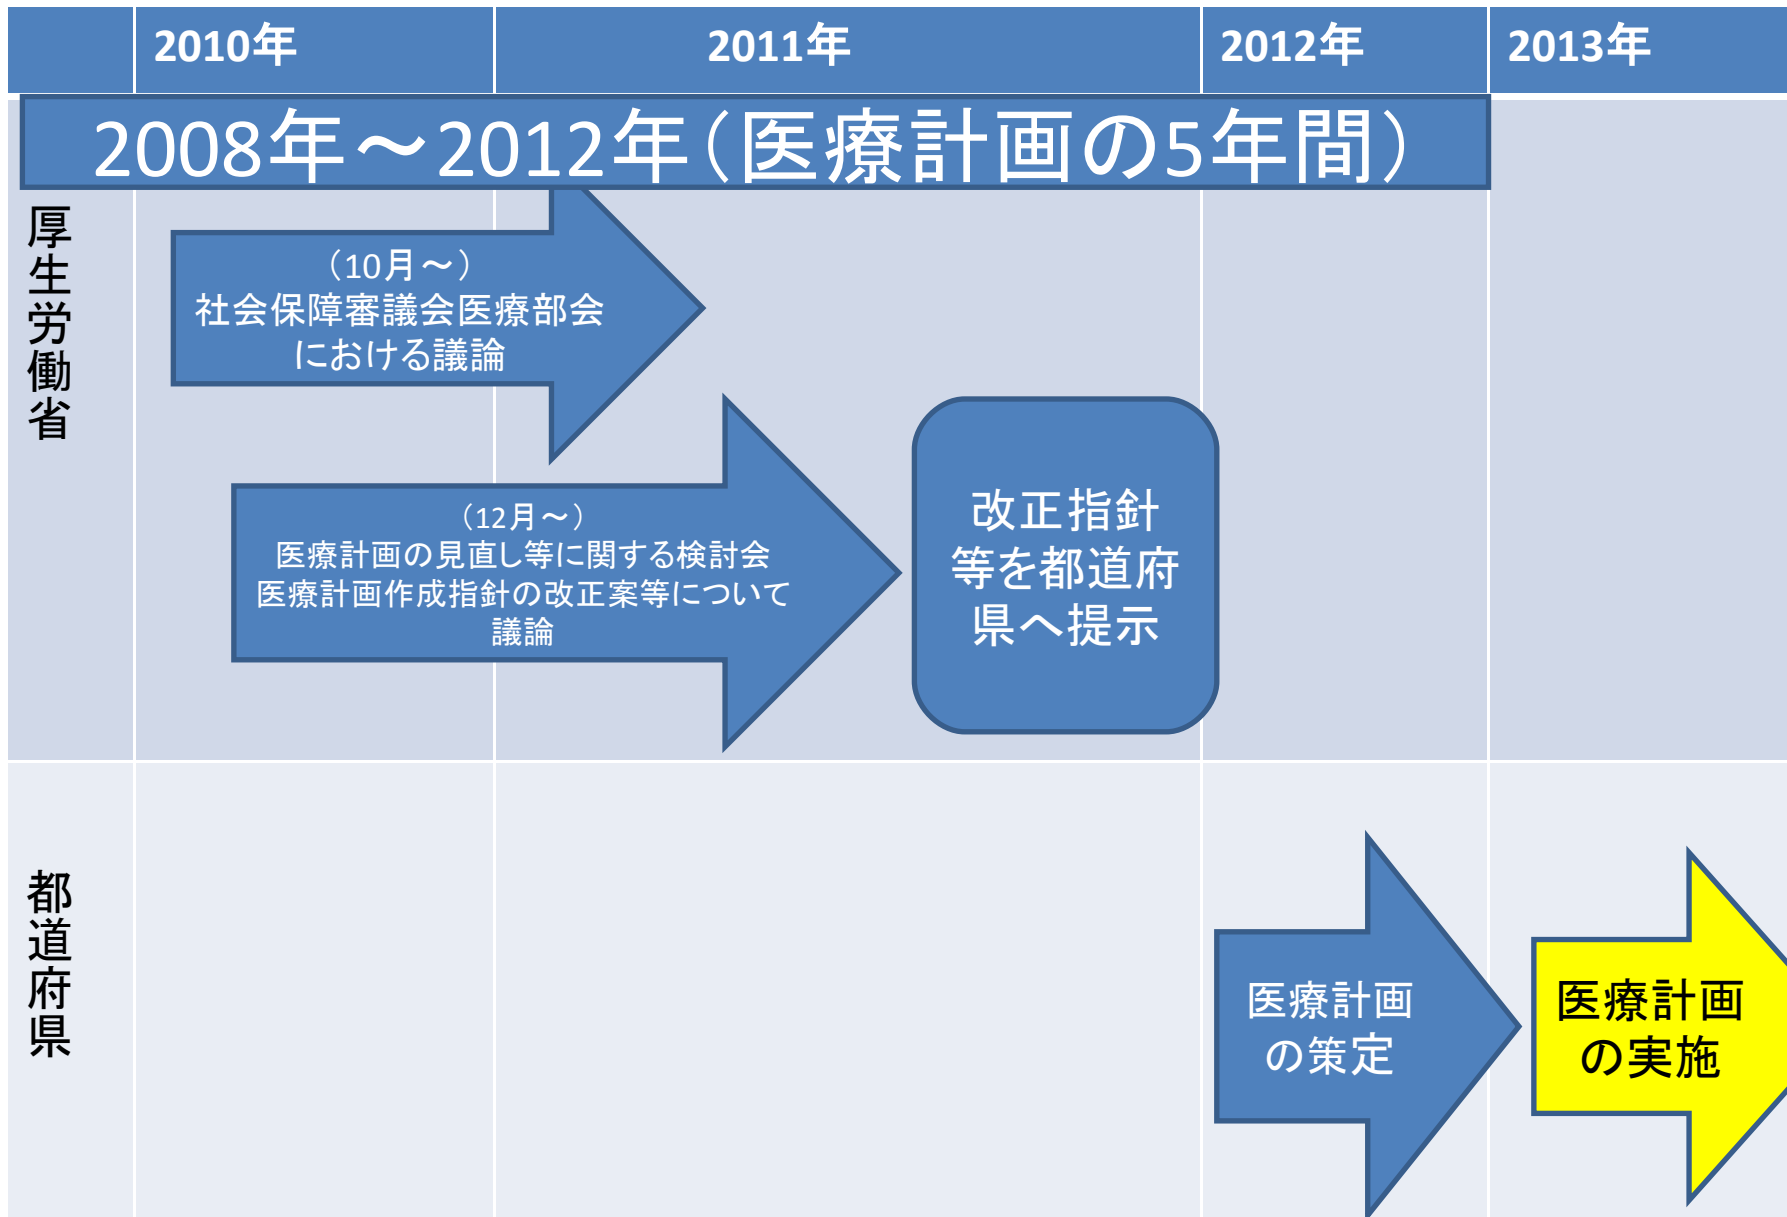 2010年
2011年
2012年
2013年
2008年～2012年（医療計画の5年間）
厚生労働省
（10月～）
社会保障審議会医療部会
における議論
（12月～）
医療計画の見直し等に関する検討会
医療計画作成指針の改正案等について
議論
改正指針
等を都道府
県へ提示
都道府県
医療計画
の策定
医療計画
の実施